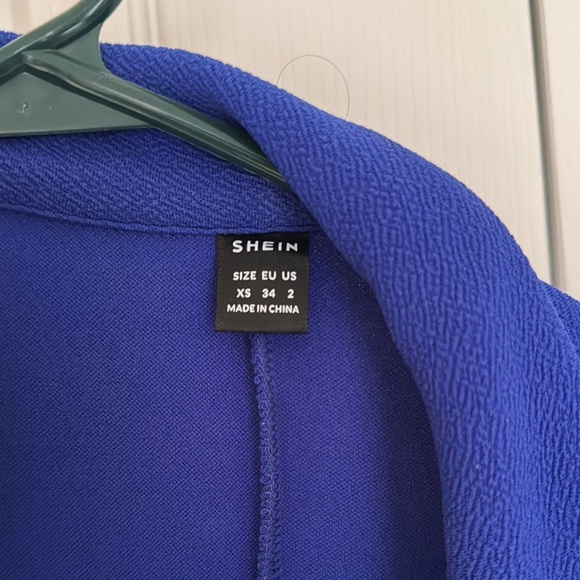 SHEIN
SIZE EU US
XS 34 2
MADE IN CHINA